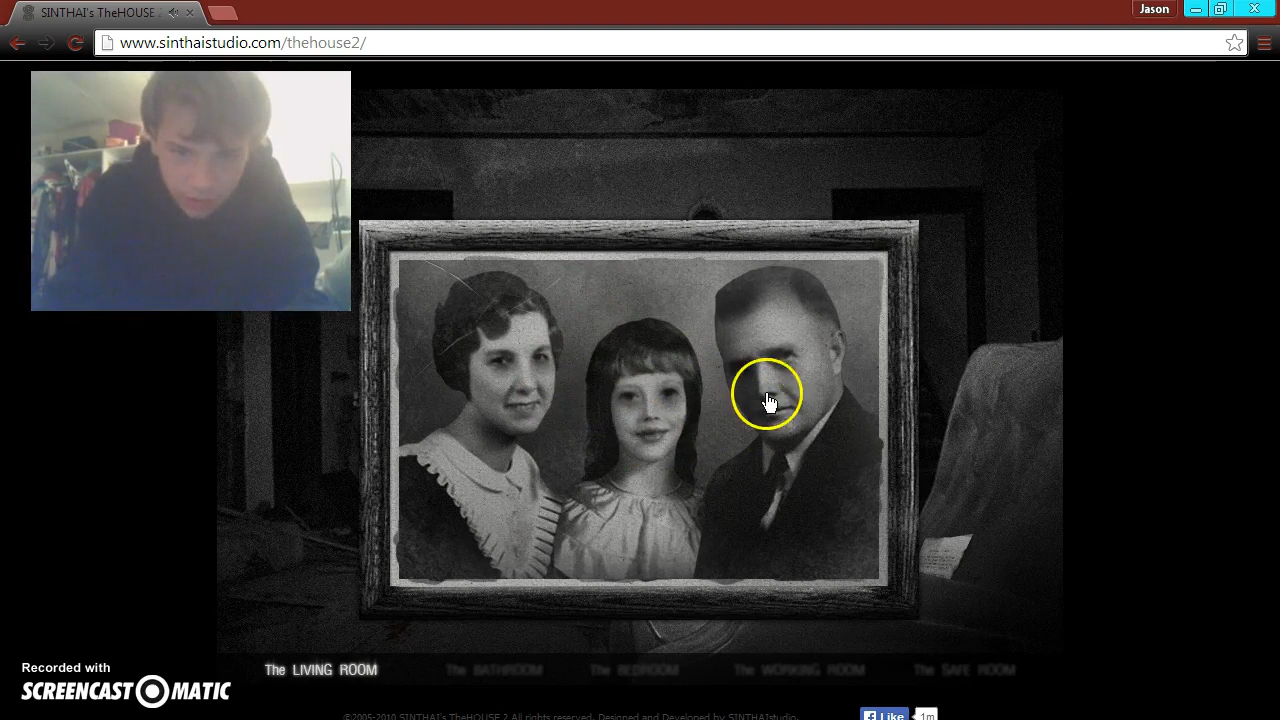 SINTHAI's TheHOUSE 2
Jason
www.sinthaistudio.com/thehouse2/
The LIVING ROOM
The BATHROOM
The BEDROOM
The WORKING ROOM
The SAFE ROOM
Recorded with
SCREENCAST MATIC
©2005-2010 SINTHAI's TheHOUSE 2 All rights reserved. Designed and Developed by SINTHAIstudio.
Like
1m